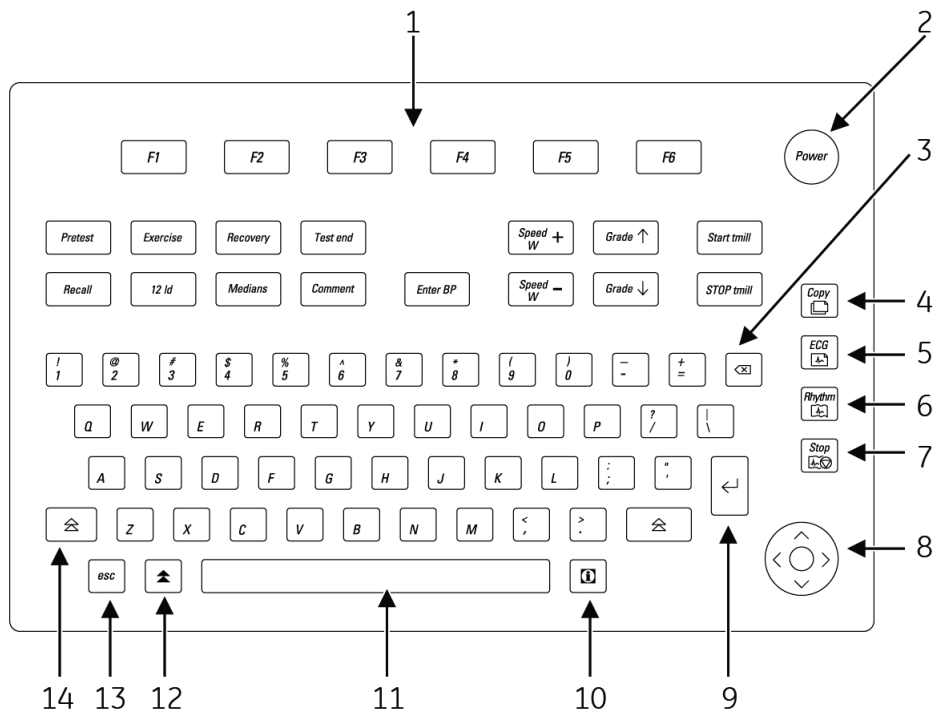 1 2
F1 F2 F3 F4 F5 F6 Power
3
Pretest Exercise Recovery Test end Speed W + Grade ↑ Start tmill
Recall 12 ld Medians Comment Enter BP Speed W − Grade ↓ STOP tmill
Copy 4
! @ # $ % ^ & * ( ) — +
1 2 3 4 5 6 7 8 9 0 - =
ECG 5
Rhythm 6
Q W E R T Y U I O P ? / | \
Stop 7
A S D F G H J K L : ; " '
Z X C V B N M < , > .
8
esc
14 13 12 11 10 9